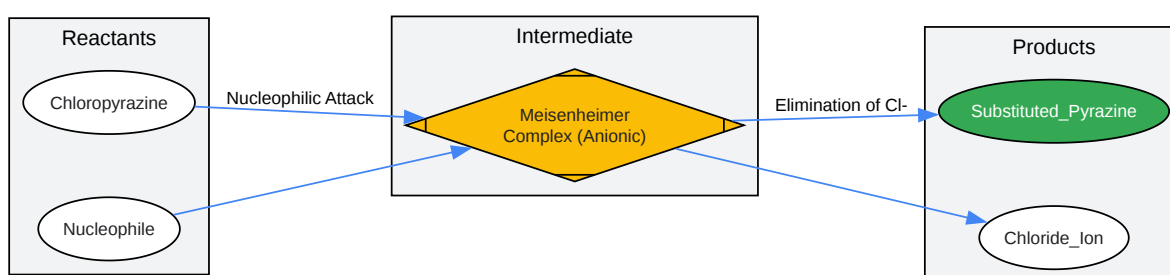 Reactants
Chloropyrazine
Nucleophile
Nucleophilic Attack
Intermediate
Meisenheimer
Complex (Anionic)
Elimination of Cl-
Products
Substituted_Pyrazine
Chloride_Ion